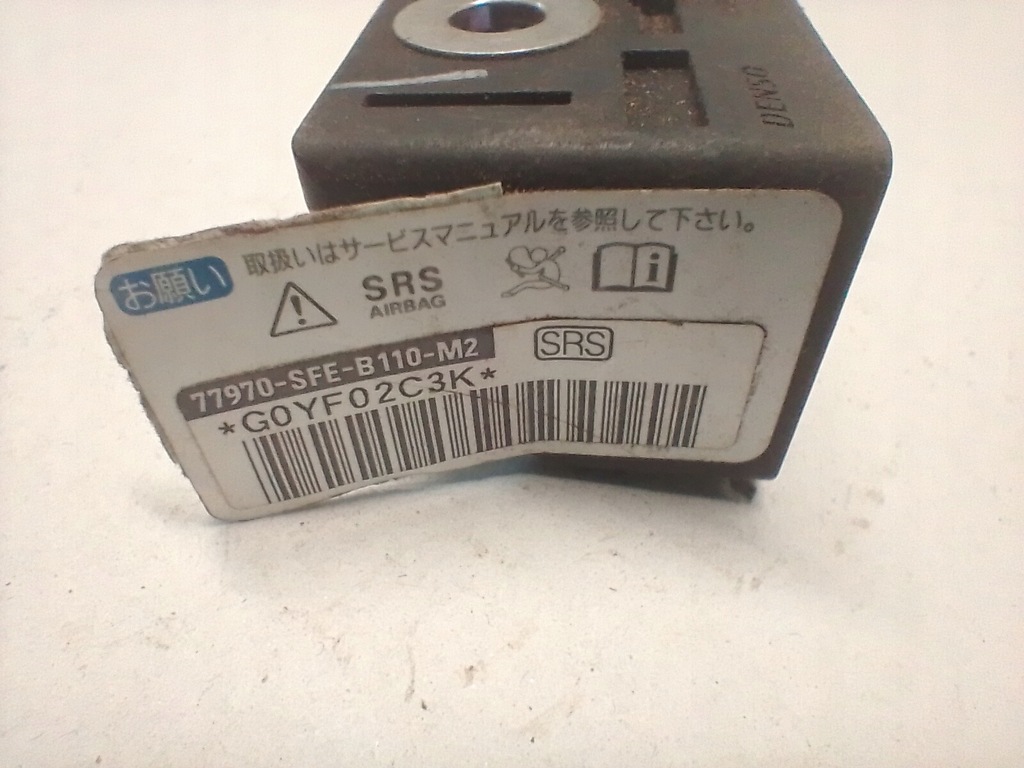 DENSO
取扱いはサービスマニュアルを参照して下さい。
お願い
SRS
AIRBAG
77970-SFE-B110-M2
SRS
*G0YF02C3K*